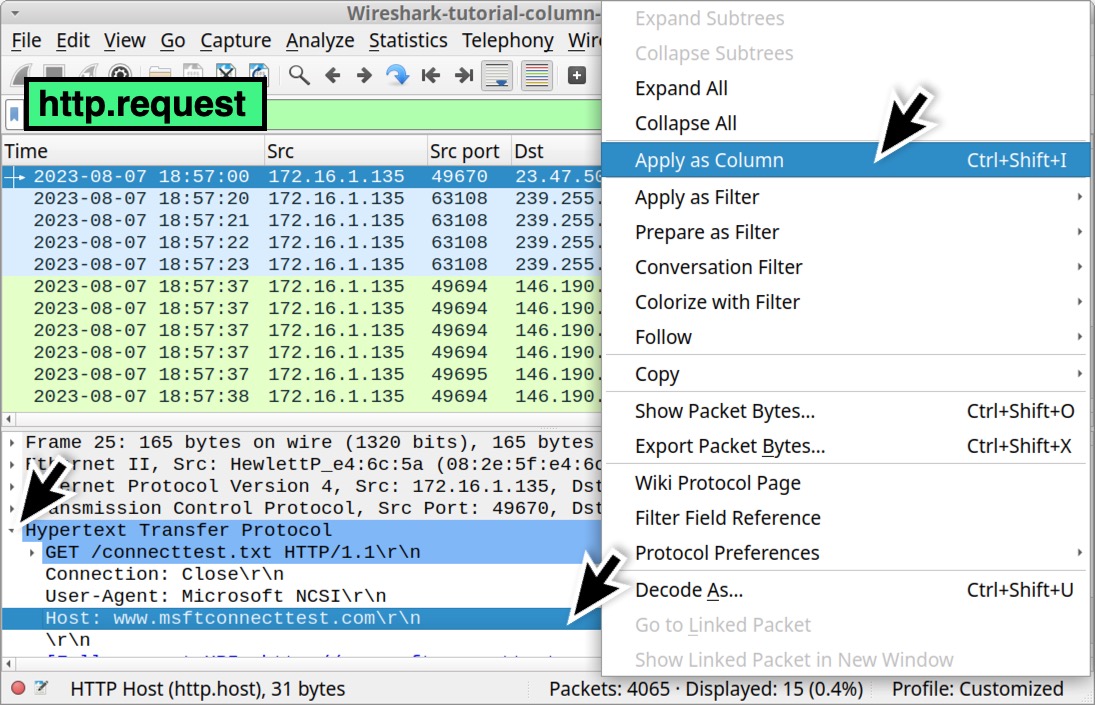 Wireshark-tutorial-column-
File Edit View Go Capture Analyze Statistics Telephony Wire
http.request
Time Src Src port Dst
2023-08-07 18:57:00 172.16.1.135 49670 23.47.50
2023-08-07 18:57:20 172.16.1.135 63108 239.255.
2023-08-07 18:57:21 172.16.1.135 63108 239.255.
2023-08-07 18:57:22 172.16.1.135 63108 239.255.
2023-08-07 18:57:23 172.16.1.135 63108 239.255.
2023-08-07 18:57:37 172.16.1.135 49694 146.190.
2023-08-07 18:57:37 172.16.1.135 49694 146.190.
2023-08-07 18:57:37 172.16.1.135 49694 146.190.
2023-08-07 18:57:37 172.16.1.135 49694 146.190.
2023-08-07 18:57:37 172.16.1.135 49695 146.190.
2023-08-07 18:57:38 172.16.1.135 49694 146.190.
Frame 25: 165 bytes on wire (1320 bits), 165 bytes
Ethernet II, Src: HewlettP_e4:6c:5a (08:2e:5f:e4:6c
ernet Protocol Version 4, Src: 172.16.1.135, Dst
ansmission Control Protocol, Src Port: 49670, Dst
Hypertext Transfer Protocol
GET /connecttest.txt HTTP/1.1\r\n
Connection: Close\r\n
User-Agent: Microsoft NCSI\r\n
Host: www.msftconnecttest.com\r\n
\r\n
HTTP Host (http.host), 31 bytes
Packets: 4065 · Displayed: 15 (0.4%)
Profile: Customized
Expand Subtrees
Collapse Subtrees
Expand All
Collapse All
Apply as Column Ctrl+Shift+I
Apply as Filter
Prepare as Filter
Conversation Filter
Colorize with Filter
Follow
Copy
Show Packet Bytes... Ctrl+Shift+O
Export Packet Bytes... Ctrl+Shift+X
Wiki Protocol Page
Filter Field Reference
Protocol Preferences
Decode As... Ctrl+Shift+U
Go to Linked Packet
Show Linked Packet in New Window